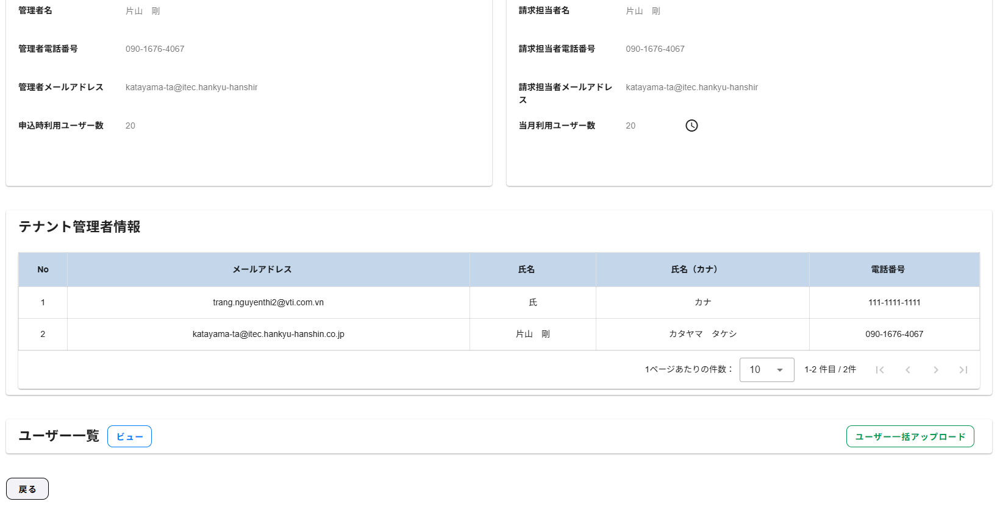 管理者名 片山　剛
管理者電話番号 090-1676-4067
管理者メールアドレス katayama-ta@itec.hankyu-hanshir
申込時利用ユーザー数 20
請求担当者名 片山　剛
請求担当者電話番号 090-1676-4067
請求担当者メールアドレ katayama-ta@itec.hankyu-hanshir
ス
当月利用ユーザー数 20
テナント管理者情報
No メールアドレス 氏名 氏名（カナ） 電話番号
1 trang.nguyenthi2@vti.com.vn 氏 カナ 111-1111-1111
2 katayama-ta@itec.hankyu-hanshin.co.jp 片山　剛 カタヤマ　タケシ 090-1676-4067
1ページあたりの件数： 10 1-2 件目 / 2件
ユーザー一覧 ビュー ユーザー一括アップロード
戻る